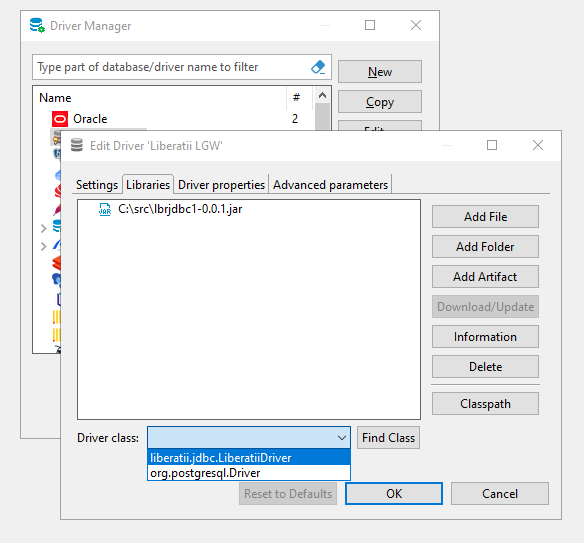 Driver Manager
Type part of database/driver name to filter
New
Name #
Copy
Oracle 2
Edit Driver 'Liberatii LGW'
Settings Libraries Driver properties Advanced parameters
JAR C:\src\lbrjdbc1-0.0.1.jar
Add File
Add Folder
Add Artifact
Download/Update
Information
Delete
Classpath
Driver class: Find Class
liberatii.jdbc.LiberatiiDriver
org.postgresql.Driver
Reset to Defaults OK Cancel